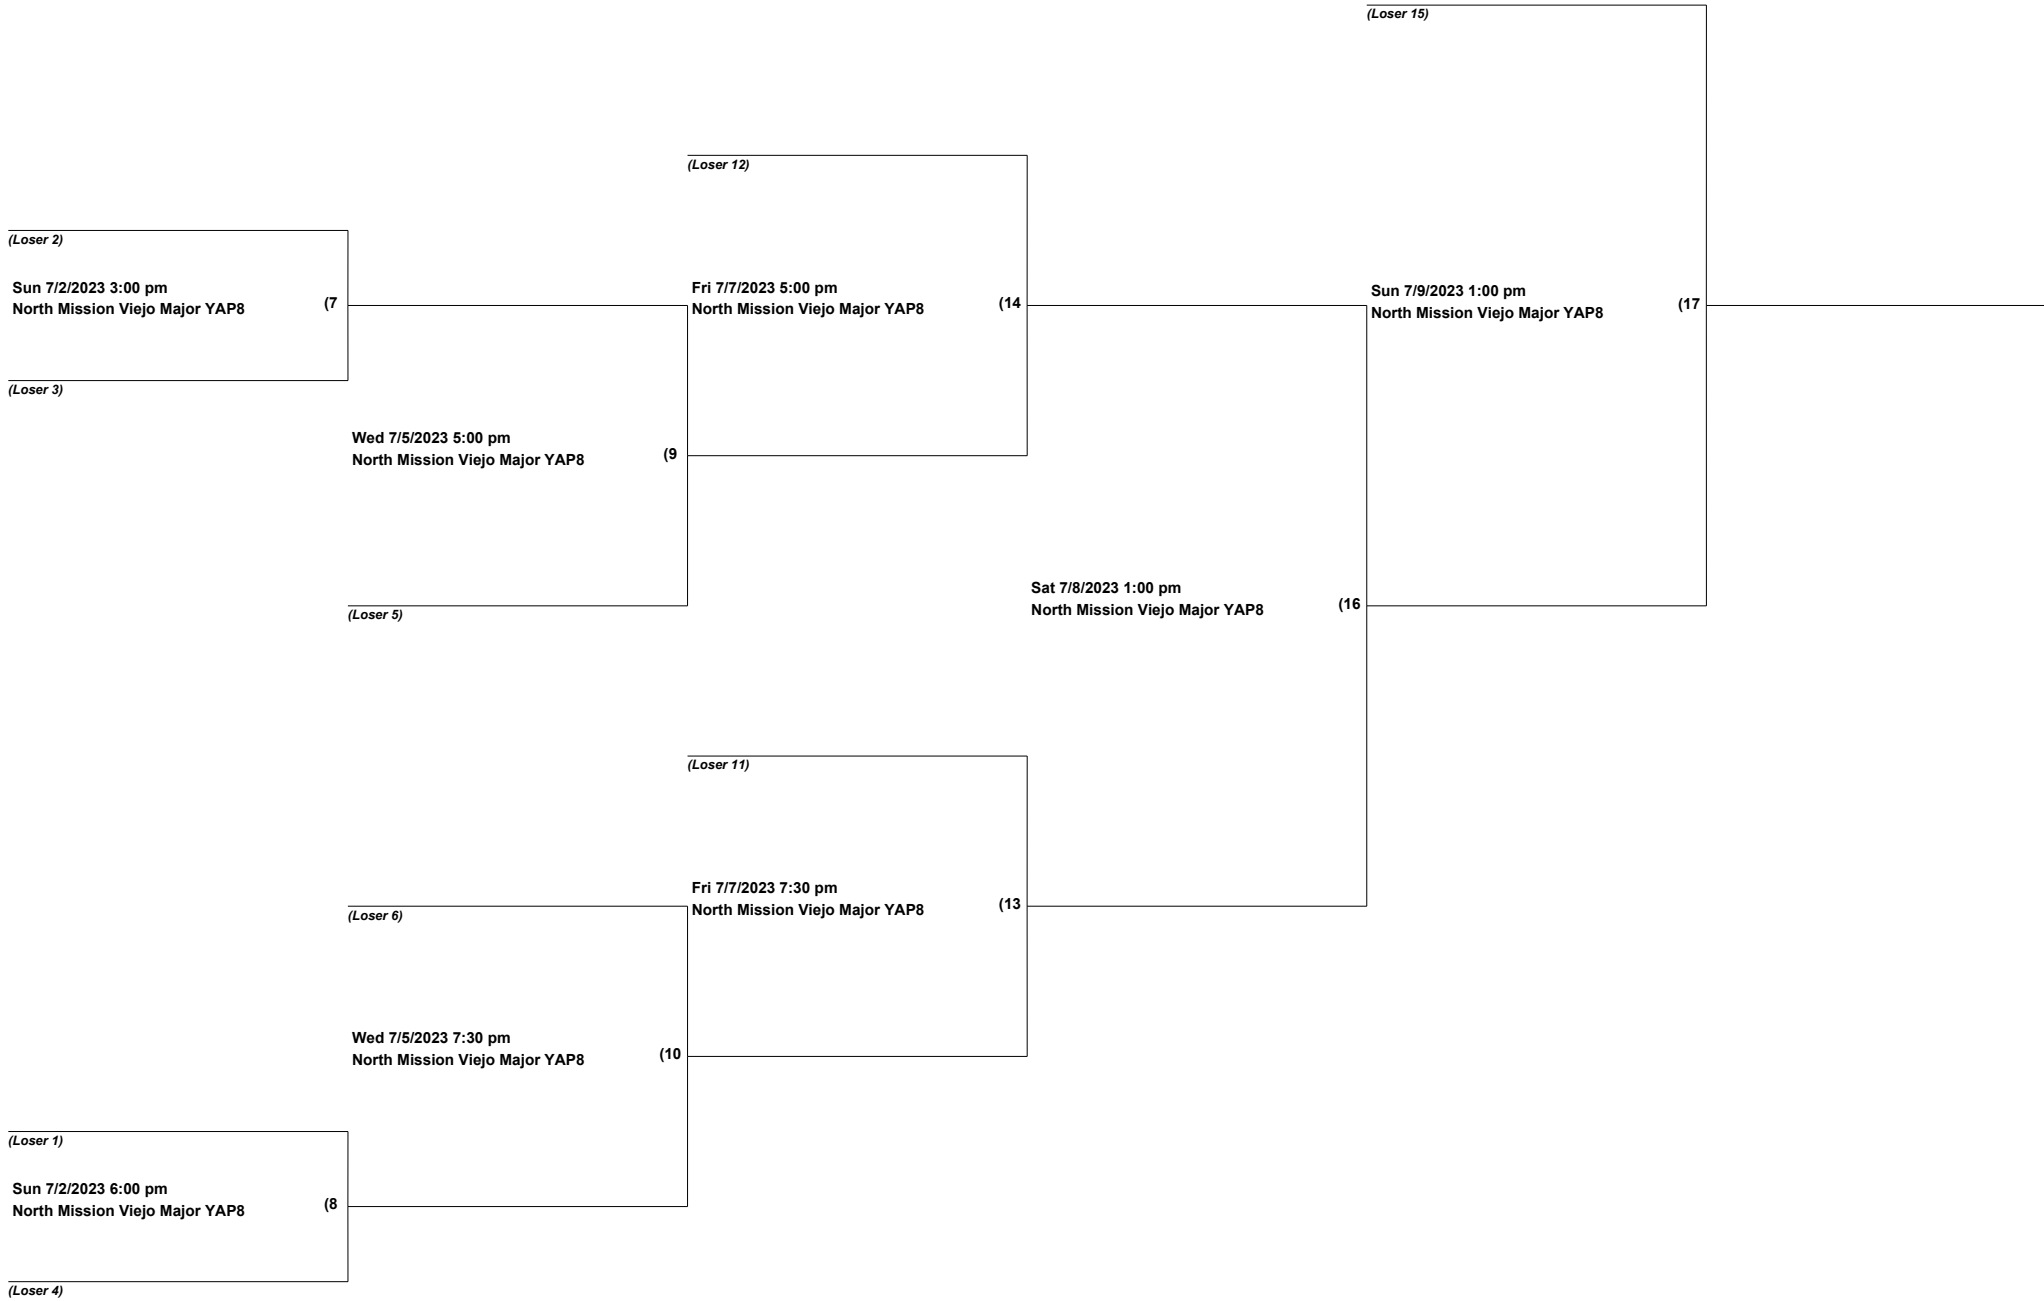 (Loser 15)
(Loser 12)
(Loser 2)
Sun 7/2/2023 3:00 pm
North Mission Viejo Major YAP8
(7
Fri 7/7/2023 5:00 pm
North Mission Viejo Major YAP8
(14
Sun 7/9/2023 1:00 pm
North Mission Viejo Major YAP8
(17
(Loser 3)
Wed 7/5/2023 5:00 pm
North Mission Viejo Major YAP8
(9
Sat 7/8/2023 1:00 pm
North Mission Viejo Major YAP8
(16
(Loser 5)
(Loser 11)
Fri 7/7/2023 7:30 pm
North Mission Viejo Major YAP8
(13
(Loser 6)
Wed 7/5/2023 7:30 pm
North Mission Viejo Major YAP8
(10
(Loser 1)
Sun 7/2/2023 6:00 pm
North Mission Viejo Major YAP8
(8
(Loser 4)